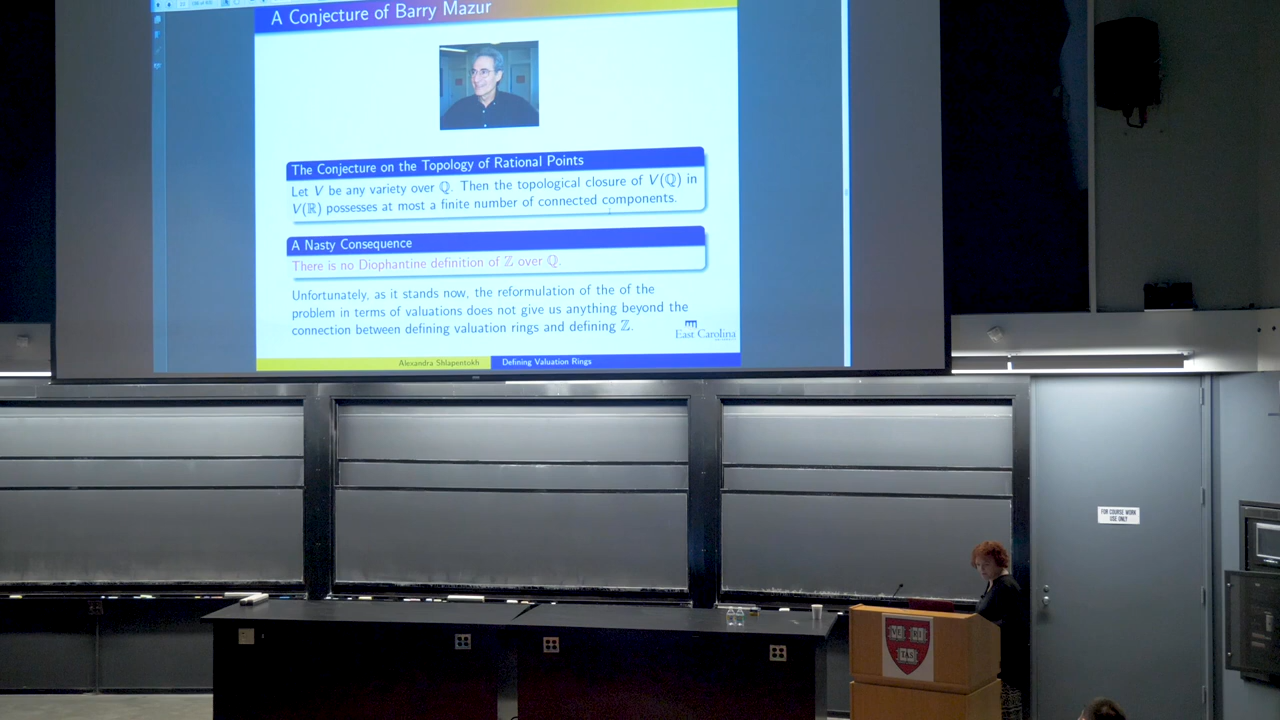 A Conjecture of Barry Mazur
The Conjecture on the Topology of Rational Points
Let V be any variety over ℚ. Then the topological closure of V(ℚ) in
V(ℝ) possesses at most a finite number of connected components.
A Nasty Consequence
There is no Diophantine definition of ℤ over ℚ.
Unfortunately, as it stands now, the reformulation of the of the
problem in terms of valuations does not give us anything beyond the
connection between defining valuation rings and defining ℤ.
East Carolina
Alexandra Shlapentokh
Defining Valuation Rings
FOR COURSE WORK
USE ONLY
VE RI
TAS